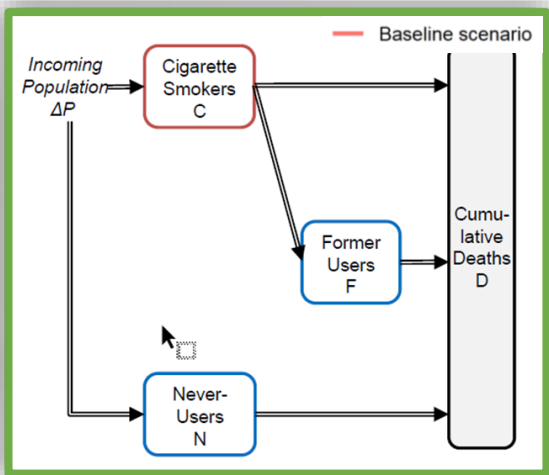 Baseline scenario
Incoming
Population
ΔP
Cigarette
Smokers
C
Former
Users
F
Cumu-
lative
Deaths
D
Never-
Users
N